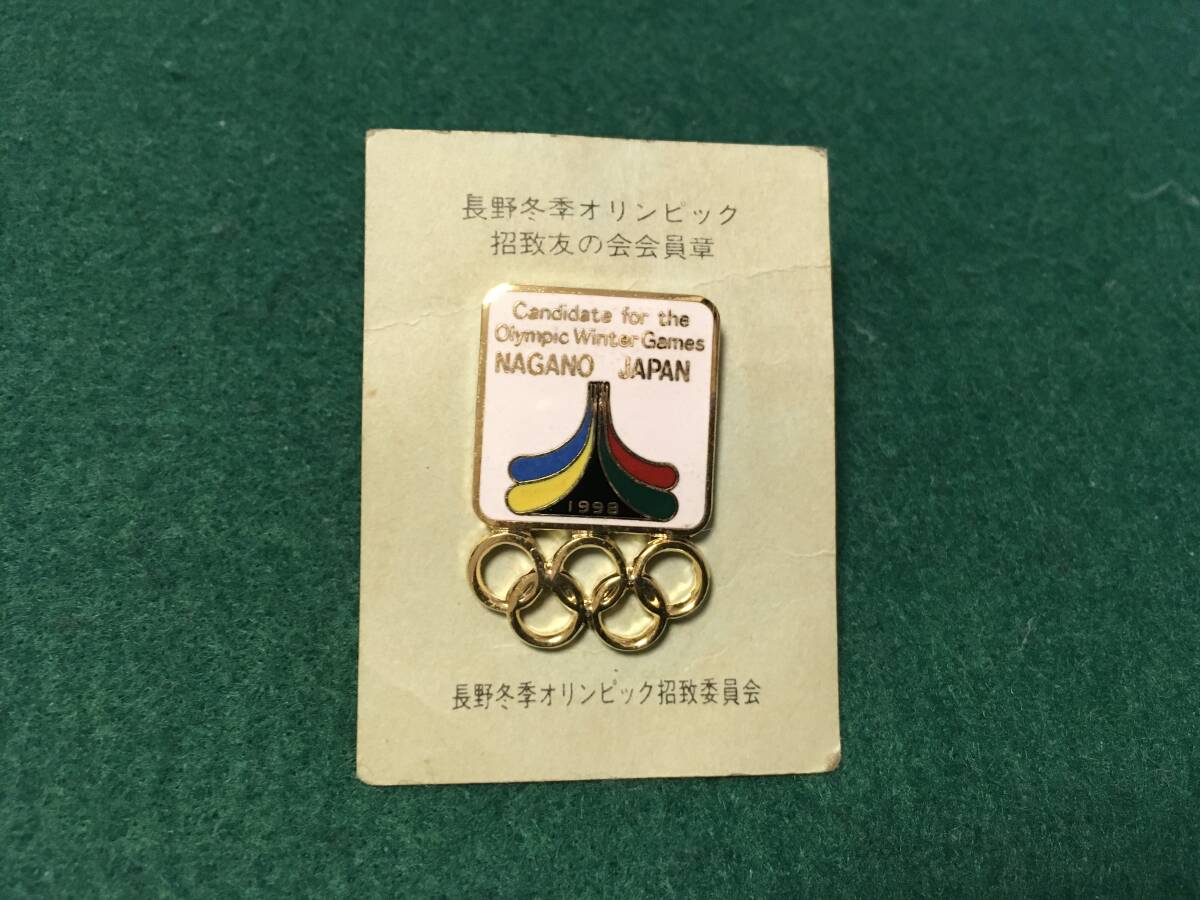 長野冬季オリンピック
招致友の会会員章
Candidate for the
Olympic Winter Games
NAGANO JAPAN
1998
長野冬季オリンピック招致委員会